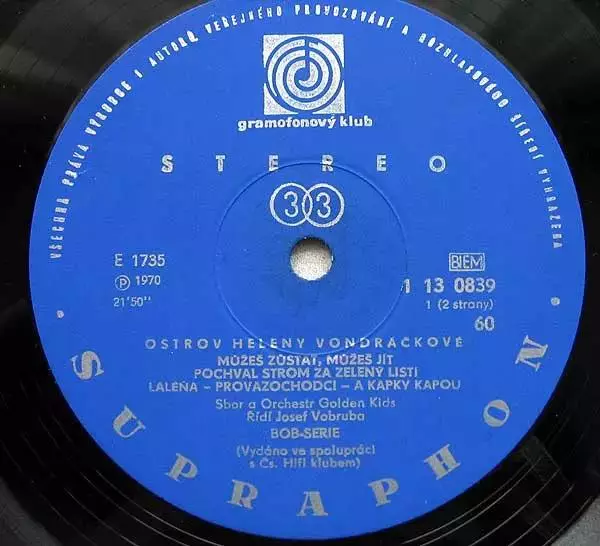 VŠECHNA PRÁVA VÝROBCE I AUTORŮ VEŘEJNÉHO PROVOZOVÁNÍ A ROZHLASOVÉHO ŠÍŘENÍ VYHRAZENA
gramofonový klub
STEREO
33
E 1735
Ⓟ 1970
21'50''
BIEM
1 13 0839
1 (2 strany)
60
OSTROV HELENY VONDRÁČKOVÉ
MŮŽEŠ ZŮSTAT, MŮŽEŠ JÍT
POCHVAL STROM ZA ZELENÝ LISTÍ
LALEŇA – PROVAZOCHODCI – A KAPKY KAPOU
Sbor a Orchestr Golden Kids
Řídí Josef Vobruba
BOB-SERIE
(Vydáno ve spolupráci
s Čs. Hifi klubem)
SUPRAPHON